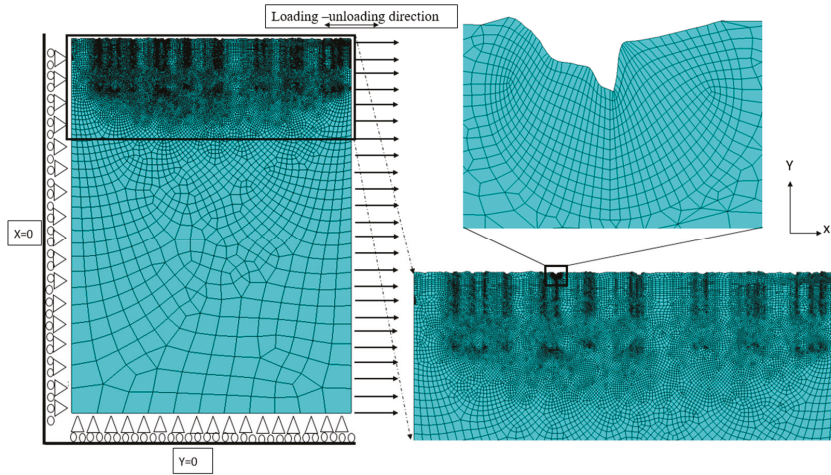 Loading –unloading direction
Y
X
X=0
Y=0